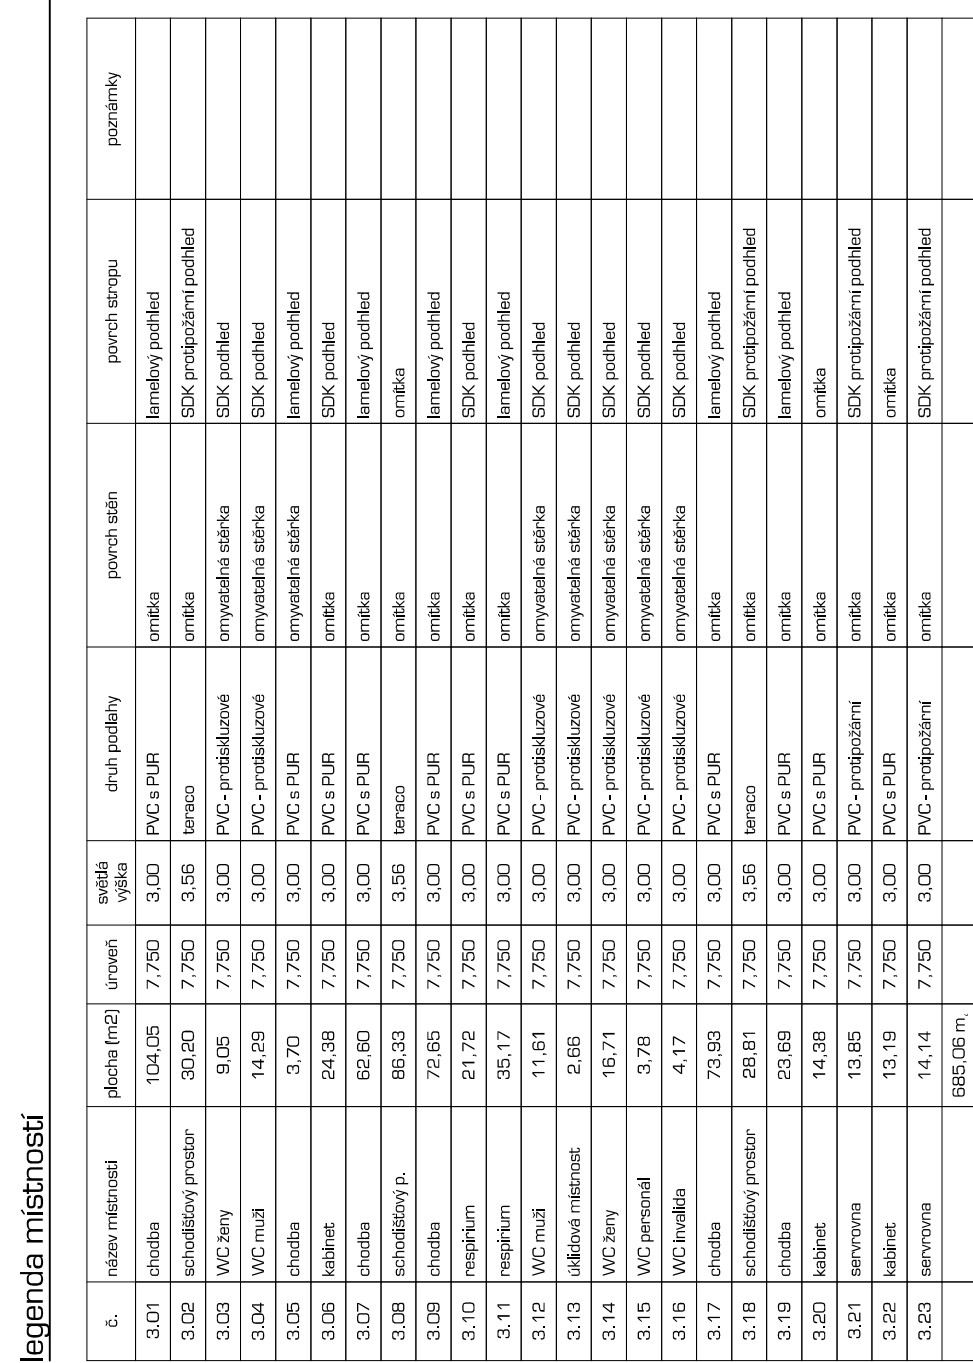 legenda místností
č. název místnosti plocha [m2] úroveň světlá výška druh podlahy povrch stěn povrch stropu poznámky
3.01 chodba 104,05 7,750 3,00 PVC s PUR omítka lamelový podhled
3.02 schodišťový prostor 30,20 7,750 3,56 teraco omítka SDK protipožární podhled
3.03 WC ženy 9,05 7,750 3,00 PVC - protiskluzové omyvatelná stěrka SDK podhled
3.04 WC muži 14,29 7,750 3,00 PVC - protiskluzové omyvatelná stěrka SDK podhled
3.05 chodba 3,70 7,750 3,00 PVC s PUR omyvatelná stěrka lamelový podhled
3.06 kabinet 24,38 7,750 3,00 PVC s PUR omítka SDK podhled
3.07 chodba 62,60 7,750 3,00 PVC s PUR omítka lamelový podhled
3.08 schodišťový p. 86,33 7,750 3,56 teraco omítka omítka
3.09 chodba 72,65 7,750 3,00 PVC s PUR omítka lamelový podhled
3.10 respirium 21,72 7,750 3,00 PVC s PUR omítka SDK podhled
3.11 respirium 35,17 7,750 3,00 PVC s PUR omítka lamelový podhled
3.12 WC muži 11,61 7,750 3,00 PVC - protiskluzové omyvatelná stěrka SDK podhled
3.13 úklidová místnost 2,66 7,750 3,00 PVC - protiskluzové omyvatelná stěrka SDK podhled
3.14 WC ženy 16,71 7,750 3,00 PVC - protiskluzové omyvatelná stěrka SDK podhled
3.15 WC personál 3,78 7,750 3,00 PVC - protiskluzové omyvatelná stěrka SDK podhled
3.16 WC invalida 4,17 7,750 3,00 PVC - protiskluzové omyvatelná stěrka SDK podhled
3.17 chodba 73,93 7,750 3,00 PVC s PUR omítka lamelový podhled
3.18 schodišťový prostor 28,81 7,750 3,56 teraco omítka SDK protipožární podhled
3.19 chodba 23,69 7,750 3,00 PVC s PUR omítka lamelový podhled
3.20 kabinet 14,38 7,750 3,00 PVC s PUR omítka omítka
3.21 servrovna 13,85 7,750 3.00 PVC - protipožární omítka SDK protipožární podhled
3.22 kabinet 13,19 7,750 3,00 PVC s PUR omítka omítka
3.23 servrovna 14,14 7,750 3,00 PVC - protipožární omítka SDK protipožární podhled
685,06 m